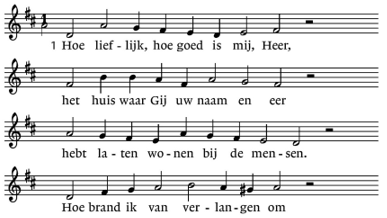 1 Hoe lief - lijk, hoe goed is mij, Heer,
het huis waar Gij uw naam en eer
hebt la - ten wo - nen bij de men - sen.
Hoe brand ik van ver - lan - gen om